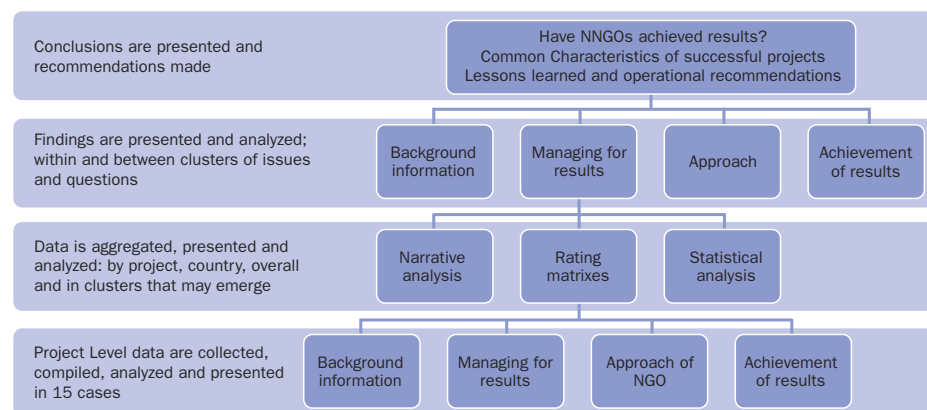 Conclusions are presented and
recommendations made
Have NNGOs achieved results?
Common Characteristics of successful projects
Lessons learned and operational recommendations
Findings are presented and analyzed;
within and between clusters of issues
and questions
Background
information
Managing for
results
Approach
Achievement
of results
Data is aggregated, presented and
analyzed: by project, country, overall
and in clusters that may emerge
Narrative
analysis
Rating
matrixes
Statistical
analysis
Project Level data are collected,
compiled, analyzed and presented
in 15 cases
Background
information
Managing for
results
Approach of
NGO
Achievement
of results